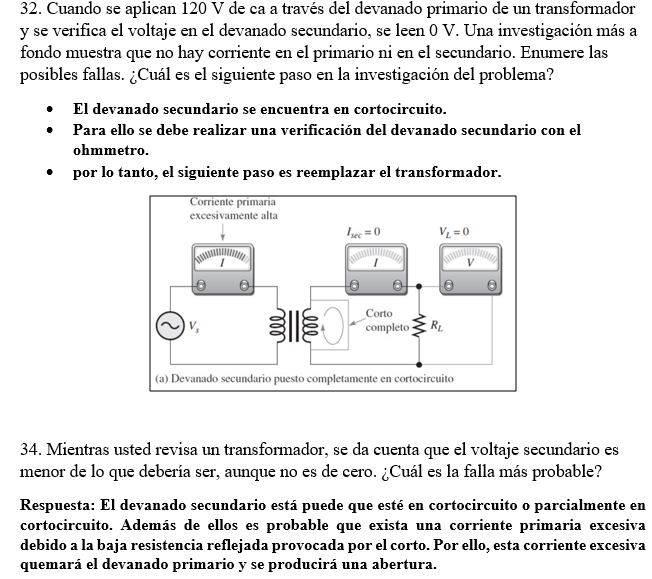 32. Cuando se aplican 120 V de ca a través del devanado primario de un transformador
y se verifica el voltaje en el devanado secundario, se leen 0 V. Una investigación más a
fondo muestra que no hay corriente en el primario ni en el secundario. Enumere las
posibles fallas. ¿Cuál es el siguiente paso en la investigación del problema?
• El devanado secundario se encuentra en cortocircuito.
• Para ello se debe realizar una verificación del devanado secundario con el
ohmmetro.
• por lo tanto, el siguiente paso es reemplazar el transformador.
Corriente primaria
excesivamente alta
Isec = 0
VL = 0
I
I
V
Vs
Corto
completo
RL
(a) Devanado secundario puesto completamente en cortocircuito
34. Mientras usted revisa un transformador, se da cuenta que el voltaje secundario es
menor de lo que debería ser, aunque no es de cero. ¿Cuál es la falla más probable?
Respuesta: El devanado secundario está puede que esté en cortocircuito o parcialmente en
cortocircuito. Además de ellos es probable que exista una corriente primaria excesiva
debido a la baja resistencia reflejada provocada por el corto. Por ello, esta corriente excesiva
quemará el devanado primario y se producirá una abertura.